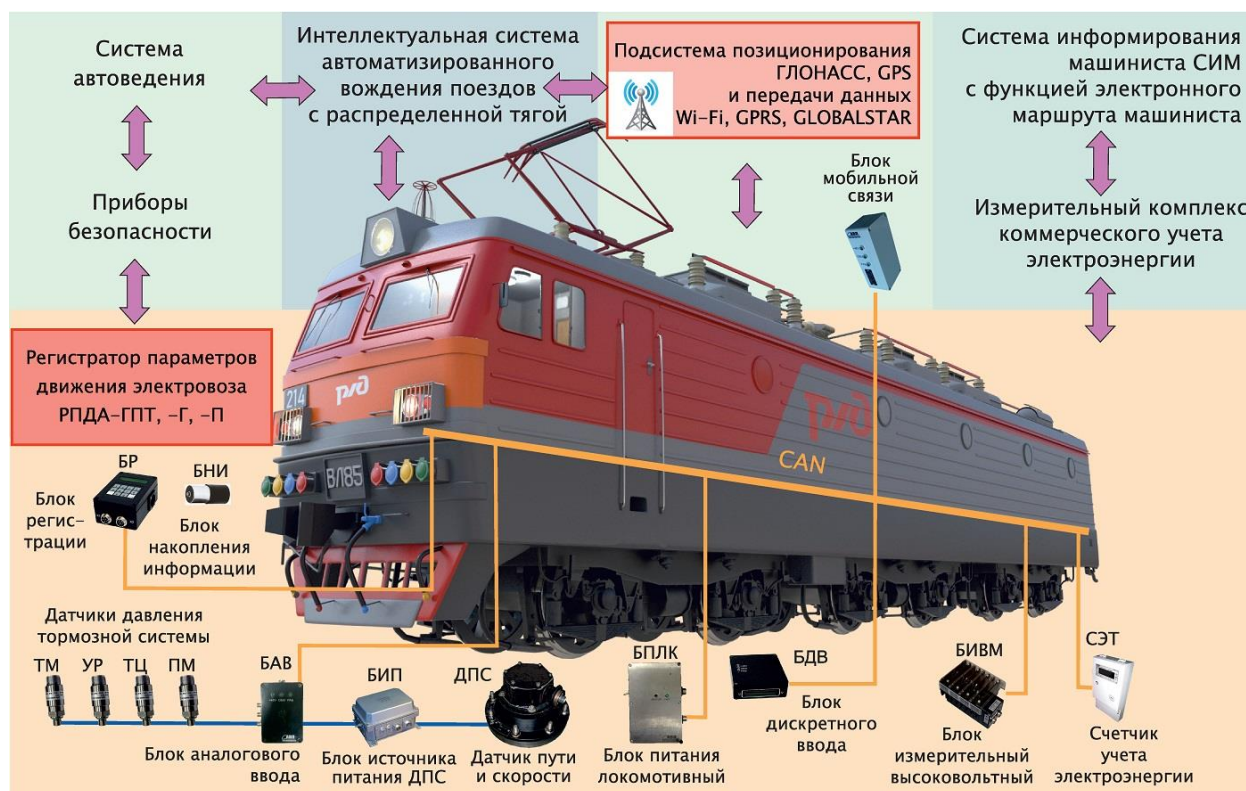 Система
автоведения
Интеллектуальная система
автоматизированного
вождения поездов
с распределенной тягой
Подсистема позиционирования
ГЛОНАСС, GPS
и передачи данных
Wi-Fi, GPRS, GLOBALSTAR
Система информирования
машиниста СИМ
с функцией электронного
маршрута машиниста
Блок
мобильной
связи
Приборы
безопасности
Измерительный комплекс
коммерческого учета
электроэнергии
Регистратор параметров
движения электровоза
РПДА-ГПТ, -Г, -П
214
ржд
ржд
CAN
ВЛ85
БР
БНИ
Блок
регис-
трации
Блок
накопления
информации
Датчики давления
тормозной системы
ТМ УР ТЦ ПМ
БАВ
БИП
ДПС
БПЛК
БДВ
БИВМ
СЭТ
Блок аналогового
ввода
Блок источника
питания ДПС
Датчик пути
и скорости
Блок питания
локомотивный
Блок
дискретного
ввода
Блок
измерительный
высоковольтный
Счетчик
учета
электроэнергии